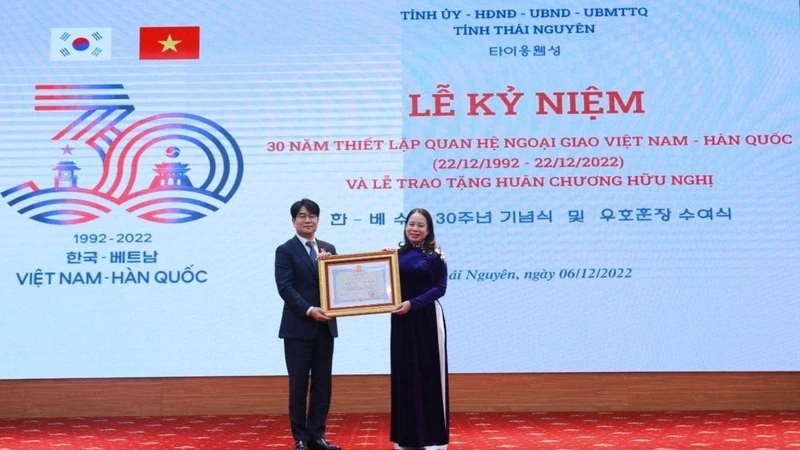 TỈNH ỦY - HĐND - UBND - UBMTTQ
TỈNH THÁI NGUYÊN
타이응웬성
LỄ KỶ NIỆM
30 NĂM THIẾT LẬP QUAN HỆ NGOẠI GIAO VIỆT NAM - HÀN QUỐC
(22/12/1992 - 22/12/2022)
VÀ LỄ TRAO TẶNG HUÂN CHƯƠNG HỮU NGHỊ
한 - 베 수 30주년 기념식 및 우호훈장 수여식
ái Nguyên, ngày 06/12/2022
30
1992-2022
한국-베트남
VIỆT NAM-HÀN QUỐC